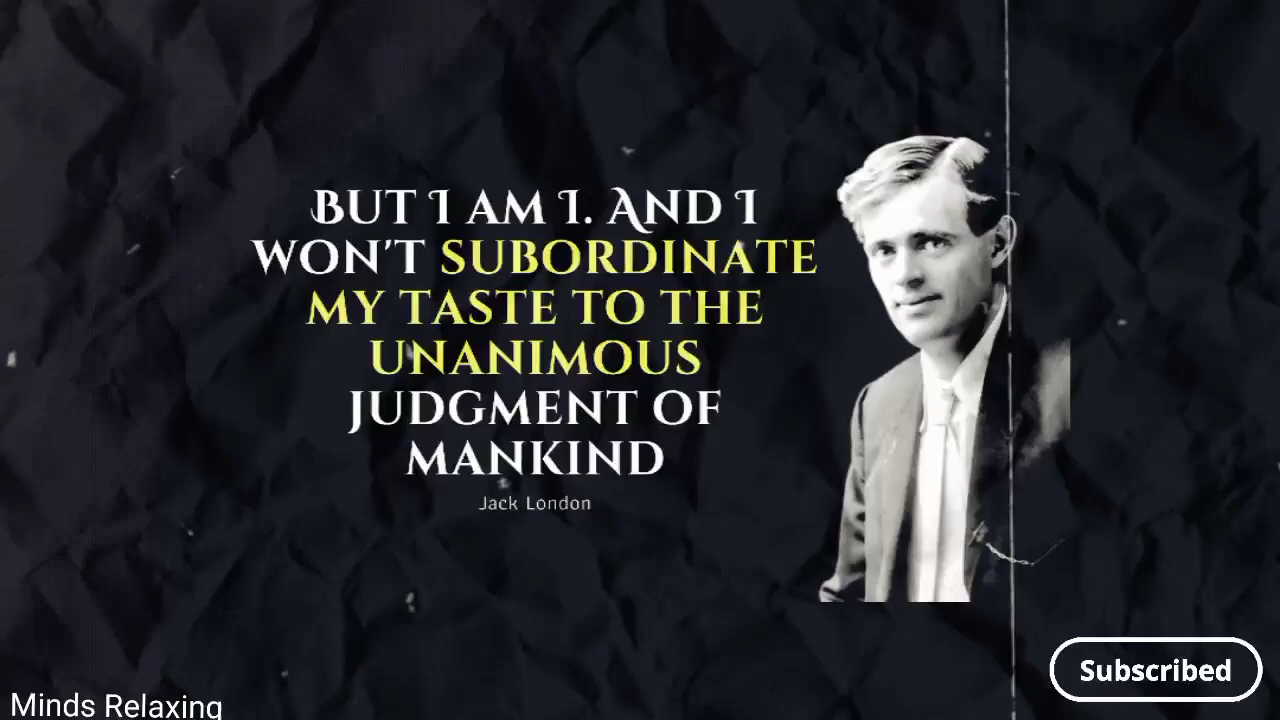 BUT I AM I. AND I
WON'T SUBORDINATE
MY TASTE TO THE
UNANIMOUS
JUDGMENT OF
MANKIND
Jack London
Subscribed
Minds Relaxing